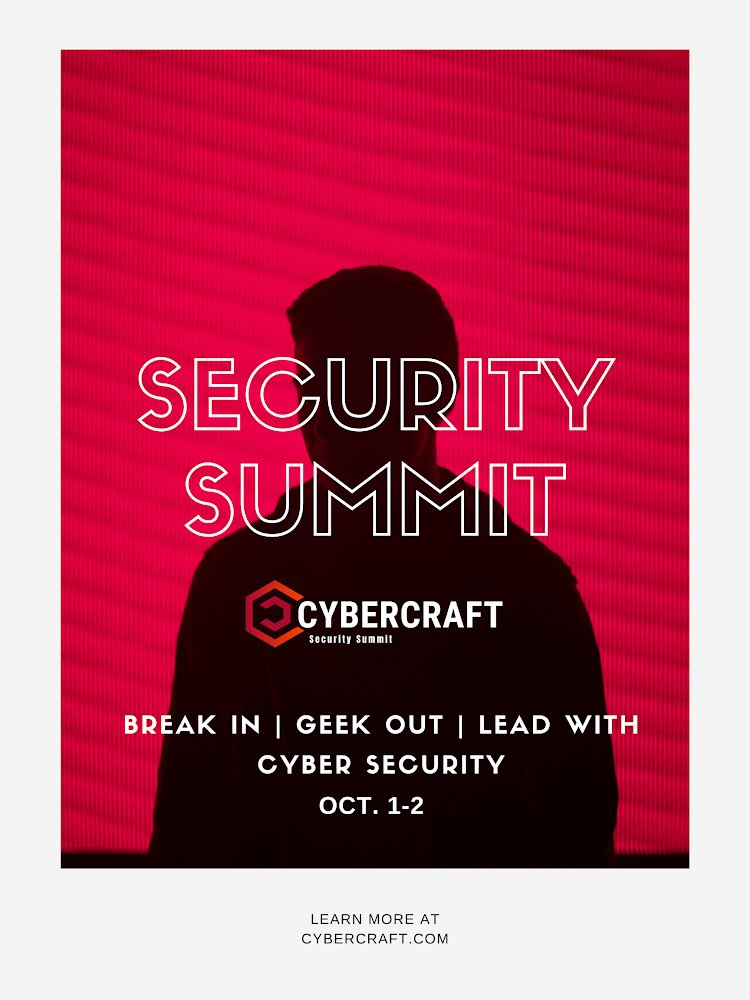 SECURITY
SUMMIT
CYBERCRAFT
Security Summit
BREAK IN | GEEK OUT | LEAD WITH
CYBER SECURITY
OCT. 1-2
LEARN MORE AT
CYBERCRAFT.COM